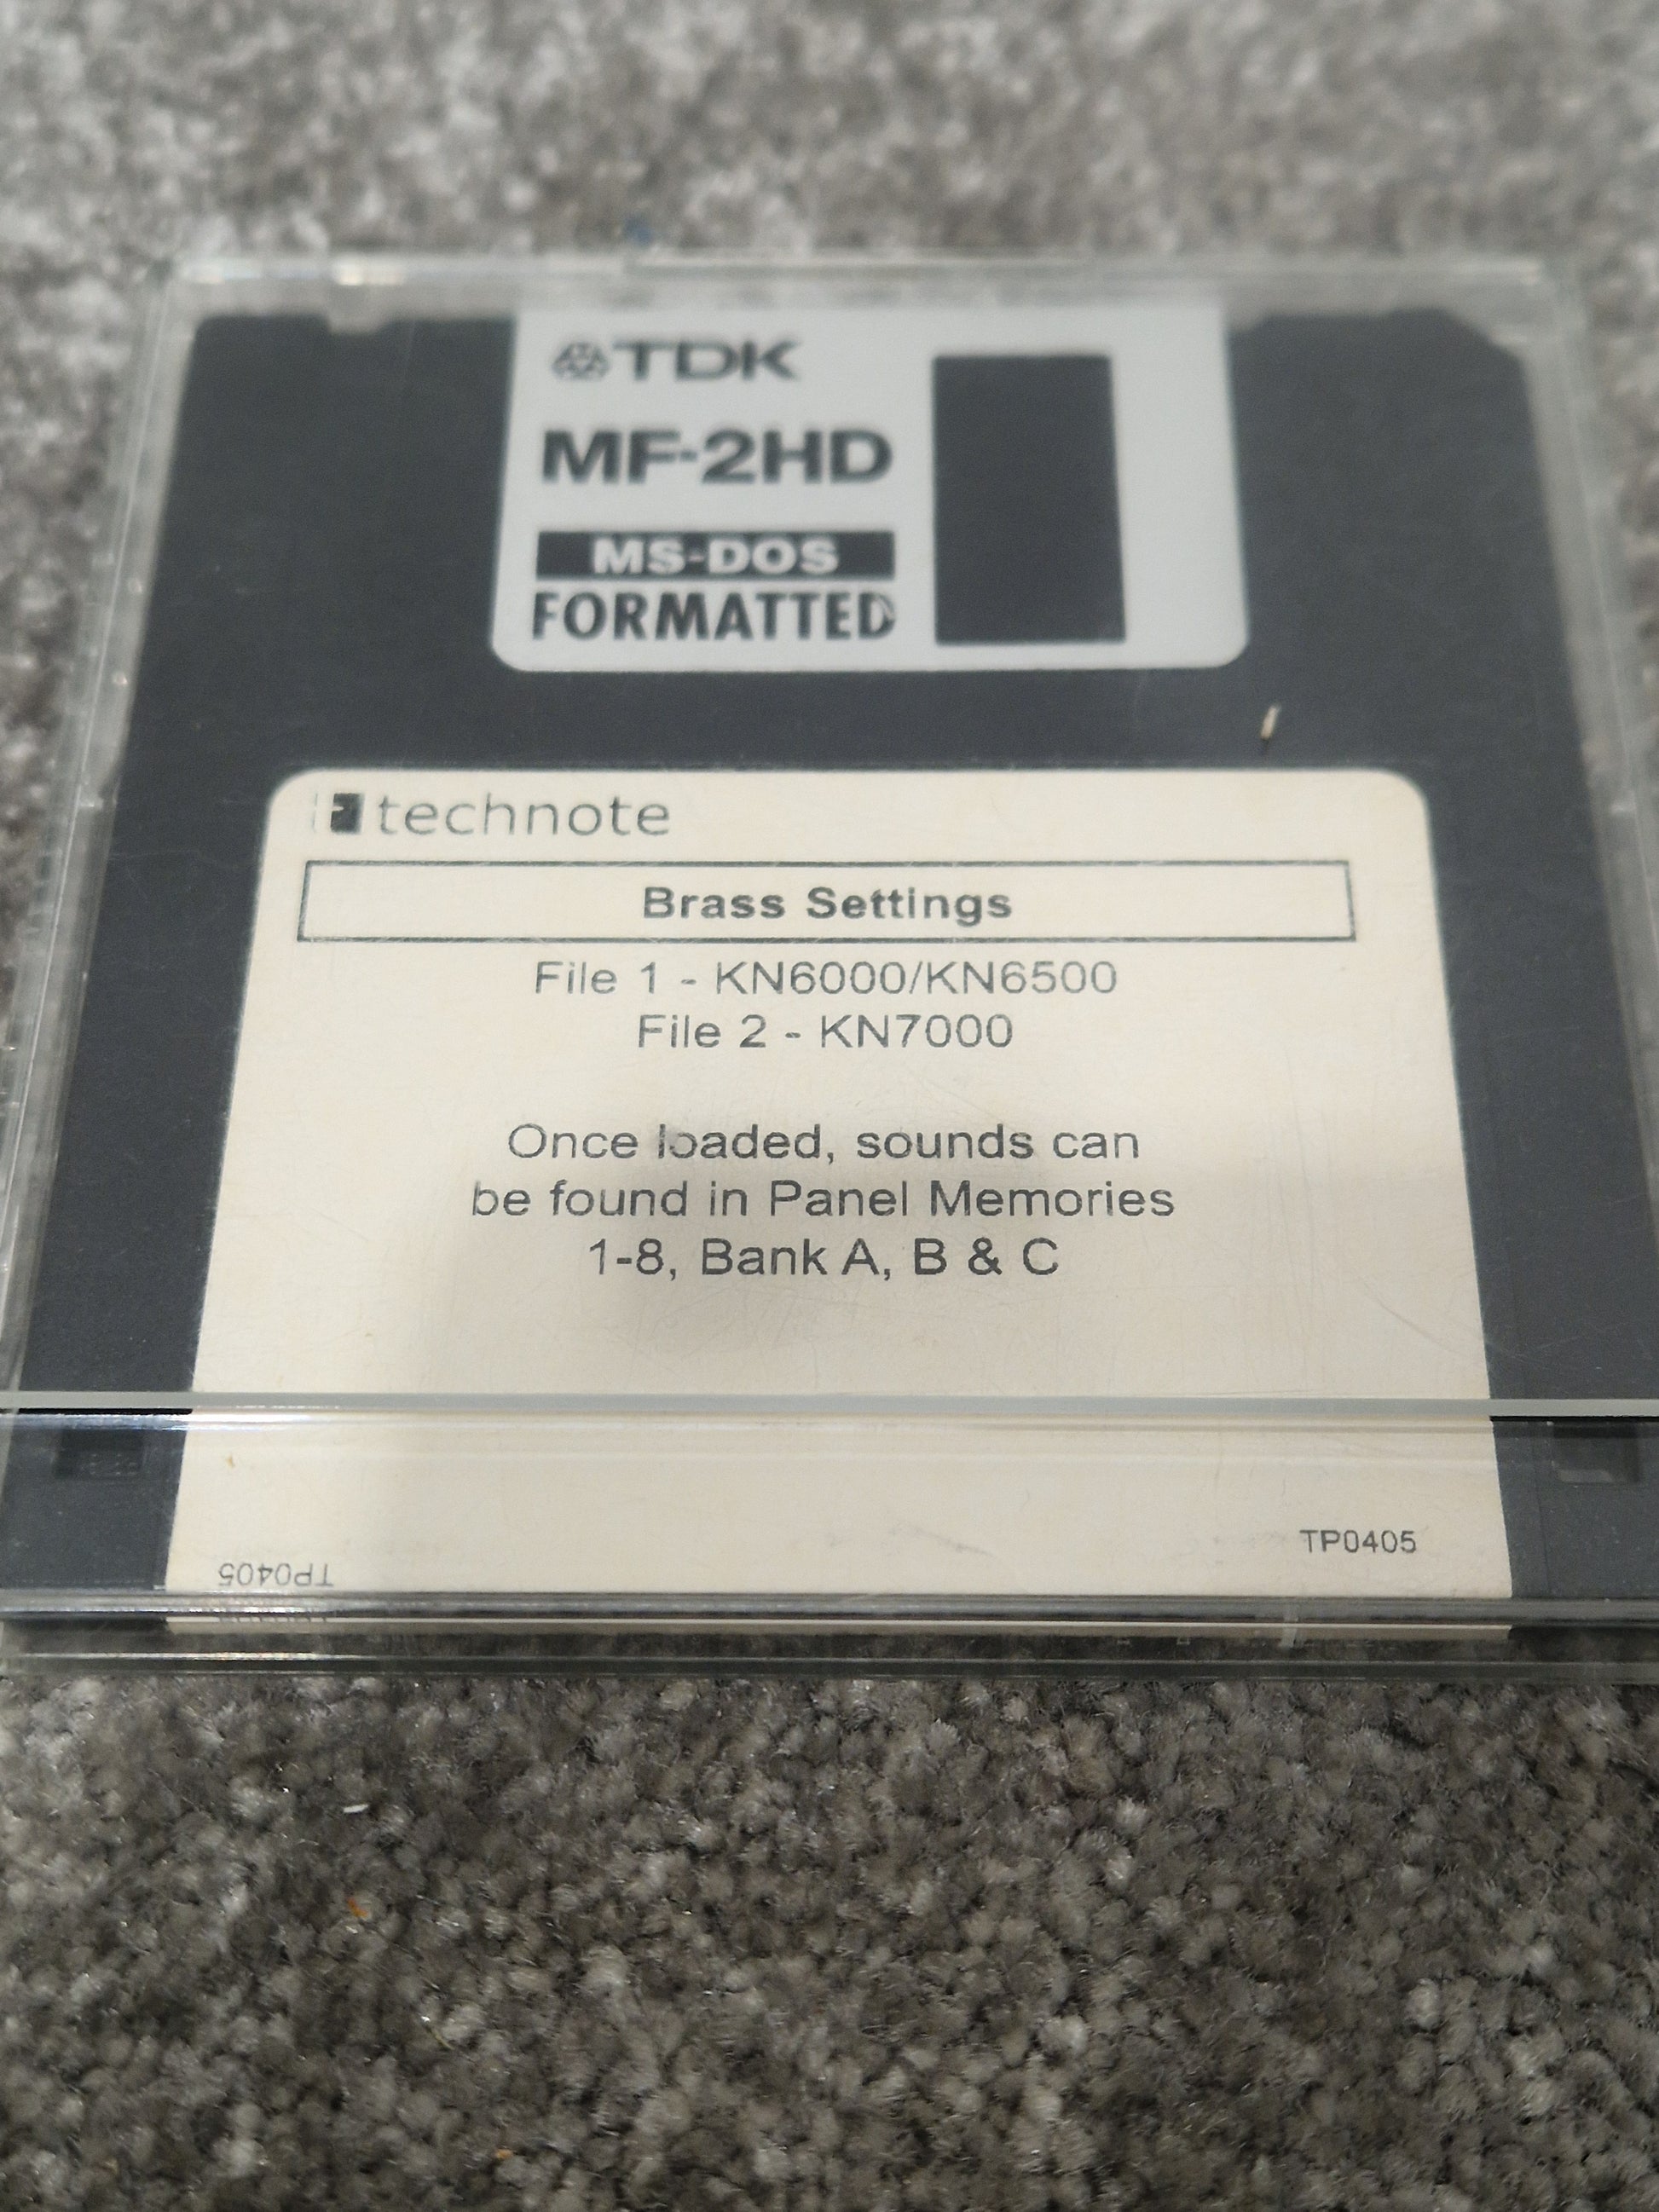 TDK
MF-2HD
MS-DOS
FORMATTED
technote
Brass Settings
File 1 - KN6000/KN6500
File 2 - KN7000
Once loaded, sounds can
be found in Panel Memories
1-8, Bank A, B & C
TP0405
TP0405